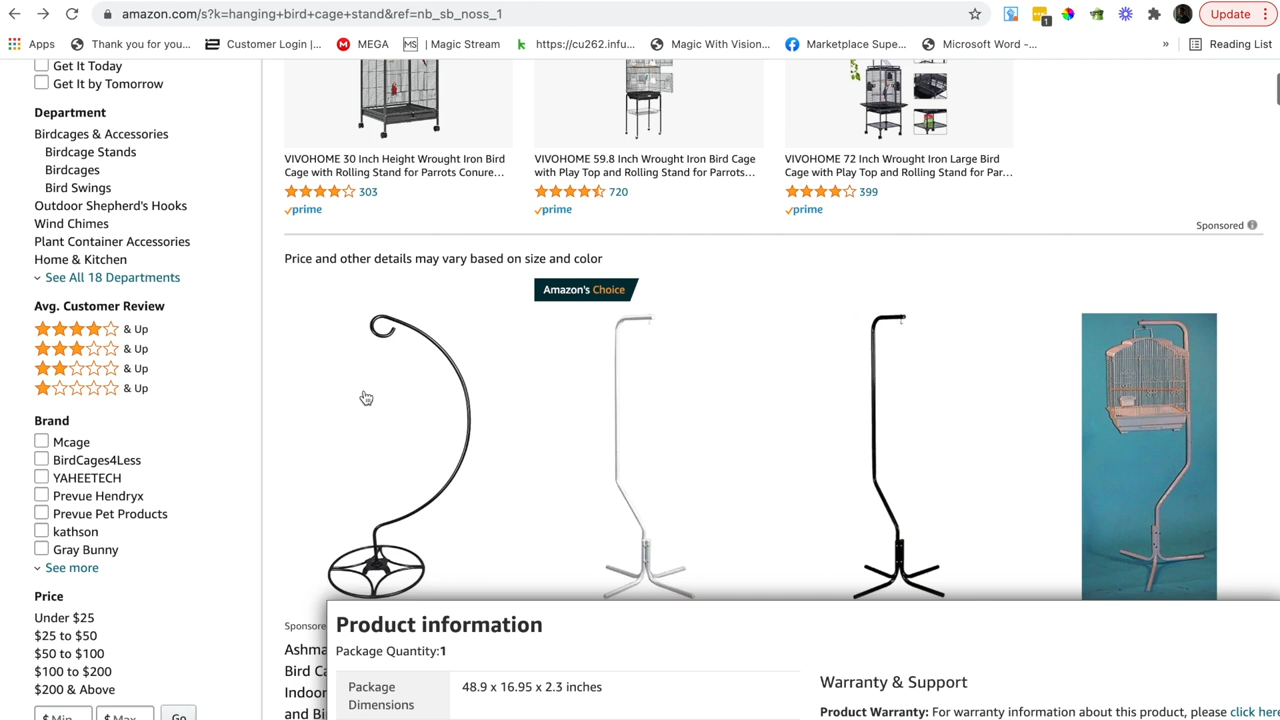 amazon.com/s?k=hanging+bird+cage+stand&ref=nb_sb_noss_1
1
Update
Apps
Thank you for yo...
Customer Login |...
MEGA
MS | Magic Stream
https://cu262.infu...
Magic With Vision...
Marketplace Supe...
Microsoft Word -...
»
Reading List
Get It Today
Get It by Tomorrow
Department
Birdcages & Accessories
Birdcage Stands
Birdcages
Bird Swings
Outdoor Shepherd's Hooks
Wind Chimes
Plant Container Accessories
Home & Kitchen
See All 18 Departments
Avg. Customer Review
& Up
& Up
& Up
& Up
Brand
Mcage
BirdCages4Less
YAHEETECH
Prevue Hendryx
Prevue Pet Products
kathson
Gray Bunny
See more
Price
Under $25
$25 to $50
$50 to $100
$100 to $200
$200 & Above
$ Min
$ Max
Go
VIVOHOME 30 Inch Height Wrought Iron Bird
Cage with Rolling Stand for Parrots Conure...
303
prime
VIVOHOME 59.8 Inch Wrought Iron Bird Cage
with Play Top and Rolling Stand for Parrots...
720
prime
VIVOHOME 72 Inch Wrought Iron Large Bird
Cage with Play Top and Rolling Stand for Par...
399
prime
Sponsored
Price and other details may vary based on size and color
Amazon's Choice
Sponsore
Ashma
Bird Ca
Indoor
and Bi
Product information
Package Quantity:1
Package
Dimensions
48.9 x 16.95 x 2.3 inches
Warranty & Support
Product Warranty: For warranty information about this product, please click here